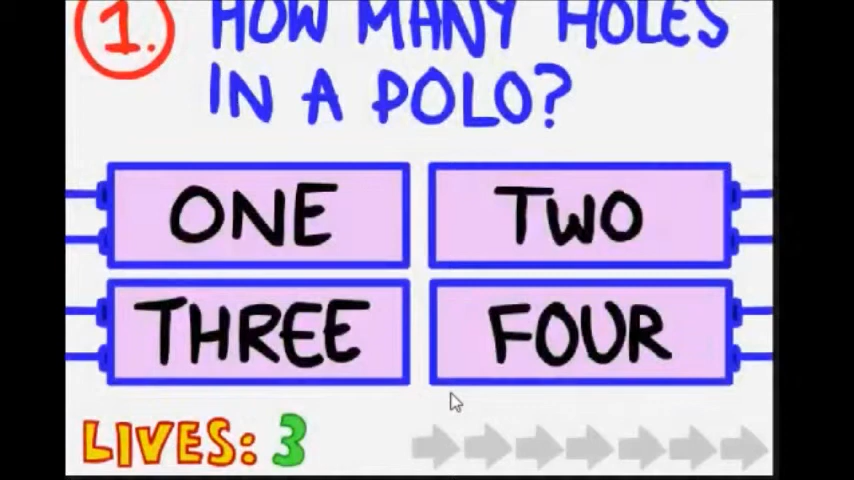 1. HOW MANY HOLES
IN A POLO?
ONE
TWO
THREE
FOUR
LIVES: 3